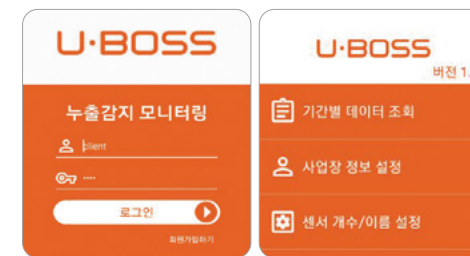 U·BOSS
누출감지 모니터링
client
····
로그인
회원가입하기
U·BOSS
버전 1.
기간별 데이터 조회
사업장 정보 설정
센서 개수/이름 설정